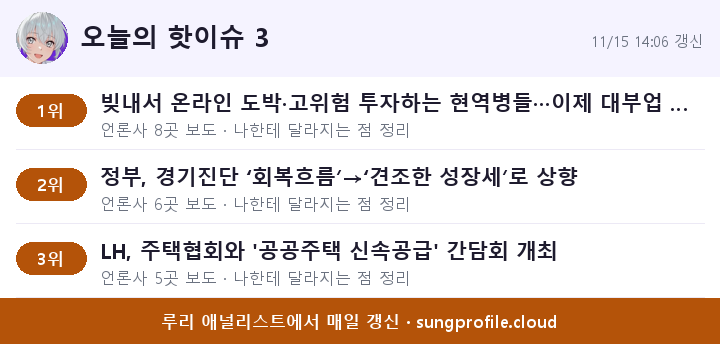 오늘의 핫이슈 3
11/15 14:06 갱신
1위
빚내서 온라인 도박·고위험 투자하는 현역병들…이제 대부업 …
언론사 8곳 보도 · 나한테 달라지는 점 정리
2위
정부, 경기진단 ‘회복흐름’→‘견조한 성장세’로 상향
언론사 6곳 보도 · 나한테 달라지는 점 정리
3위
LH, 주택협회와 '공공주택 신속공급' 간담회 개최
언론사 5곳 보도 · 나한테 달라지는 점 정리
루리 애널리스트에서 매일 갱신 · sungprofile.cloud